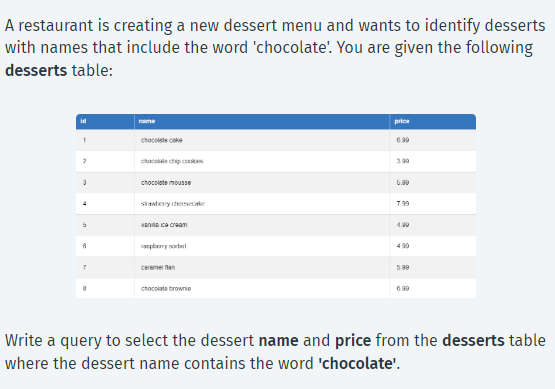 A restaurant is creating a new dessert menu and wants to identify desserts
with names that include the word 'chocolate'. You are given the following
desserts table:
id name price
1 chocolate cake 6.99
2 chocolate chip cookies 3.99
3 chocolate mousse 5.99
4 strawberry cheesecake 7.99
5 vanilla ice cream 4.99
6 raspberry sorbet 4.99
7 caramel flan 5.99
8 chocolate brownie 6.99
Write a query to select the dessert name and price from the desserts table
where the dessert name contains the word 'chocolate'.